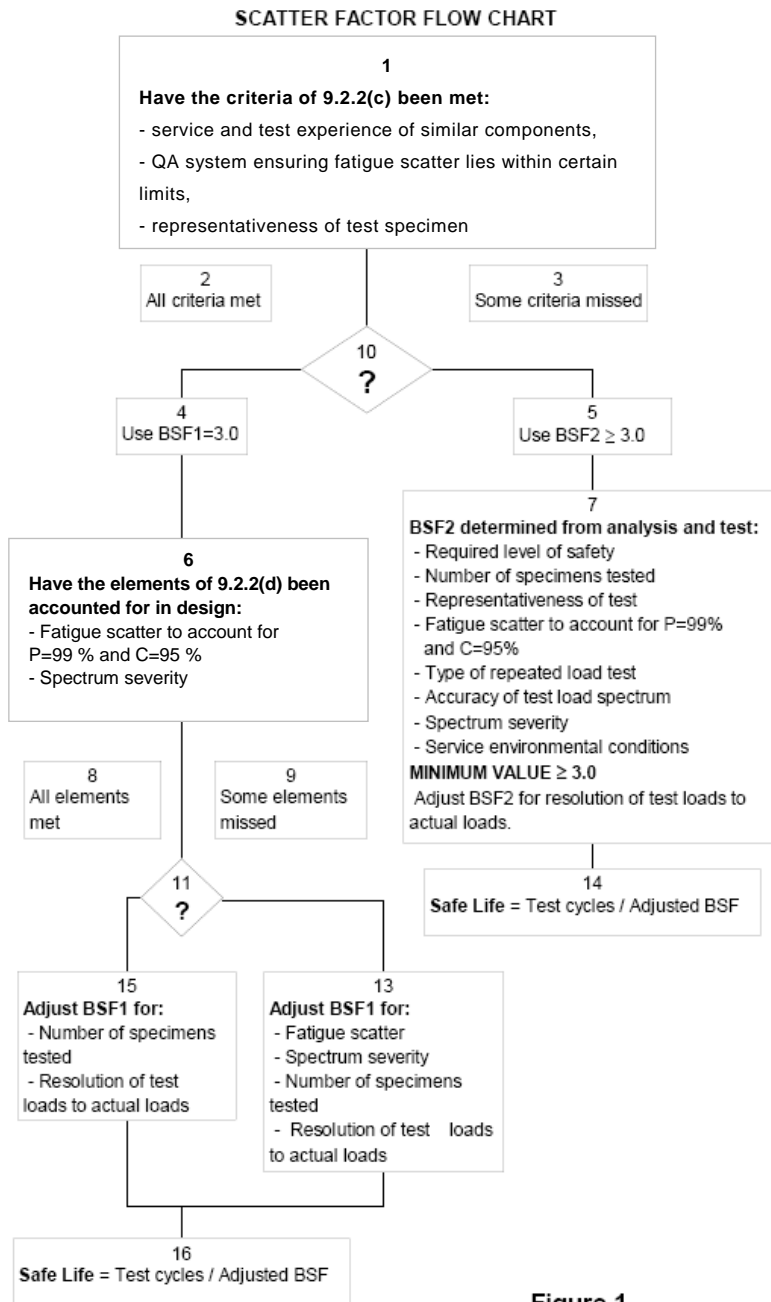 SCATTER FACTOR FLOW CHART
1
Have the criteria of 9.2.2(c) been met:
- service and test experience of similar components,
- QA system ensuring fatigue scatter lies within certain
limits,
- representativeness of test specimen
2
All criteria met
3
Some criteria missed
10
?
4
Use BSF1=3.0
5
Use BSF2 ≥ 3.0
6
Have the elements of 9.2.2(d) been
accounted for in design:
- Fatigue scatter to account for
P=99 % and C=95 %
- Spectrum severity
7
BSF2 determined from analysis and test:
- Required level of safety
- Number of specimens tested
- Representativeness of test
- Fatigue scatter to account for P=99%
and C=95%
- Type of repeated load test
- Accuracy of test load spectrum
- Spectrum severity
- Service environmental conditions
MINIMUM VALUE ≥ 3.0
Adjust BSF2 for resolution of test loads to
actual loads.
8
All elements
met
9
Some elements
missed
11
?
14
Safe Life = Test cycles / Adjusted BSF
15
Adjust BSF1 for:
- Number of specimens
tested
- Resolution of test
loads to actual loads
13
Adjust BSF1 for:
- Fatigue scatter
- Spectrum severity
- Number of specimens
tested
- Resolution of test loads
to actual loads
16
Safe Life = Test cycles / Adjusted BSF
Figure 1